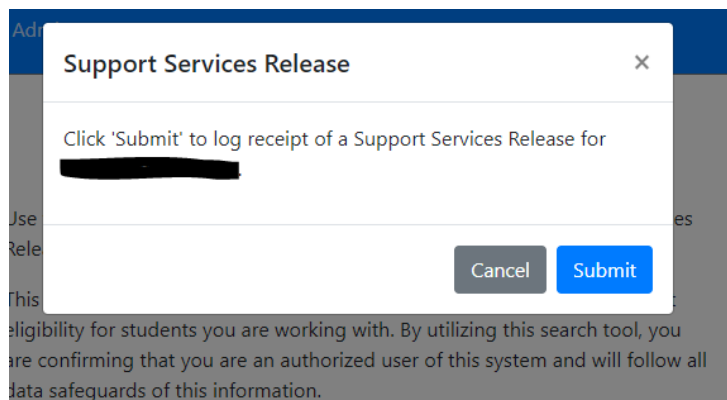 Support Services Release
×
Click 'Submit' to log receipt of a Support Services Release for
Cancel
Submit
eligibility for students you are working with. By utilizing this search tool, you
are confirming that you are an authorized user of this system and will follow all
data safeguards of this information.